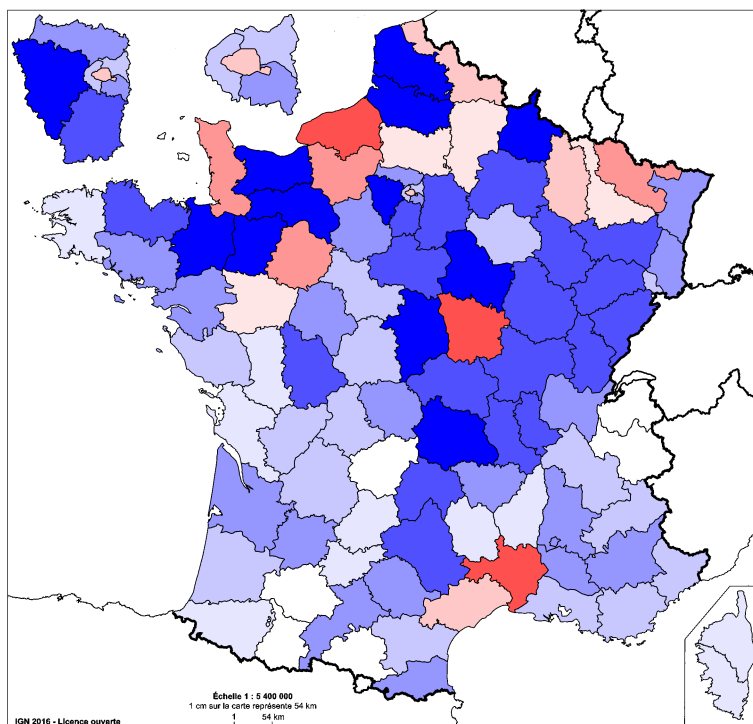 Échelle 1 : 5 400 000
1 cm sur la carte représente 54 km
1 54 km
IGN 2016 - Licence ouverte